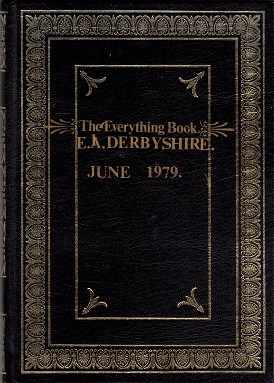 The Everything Book.
E.A.DERBYSHIRE.
JUNE 1979.